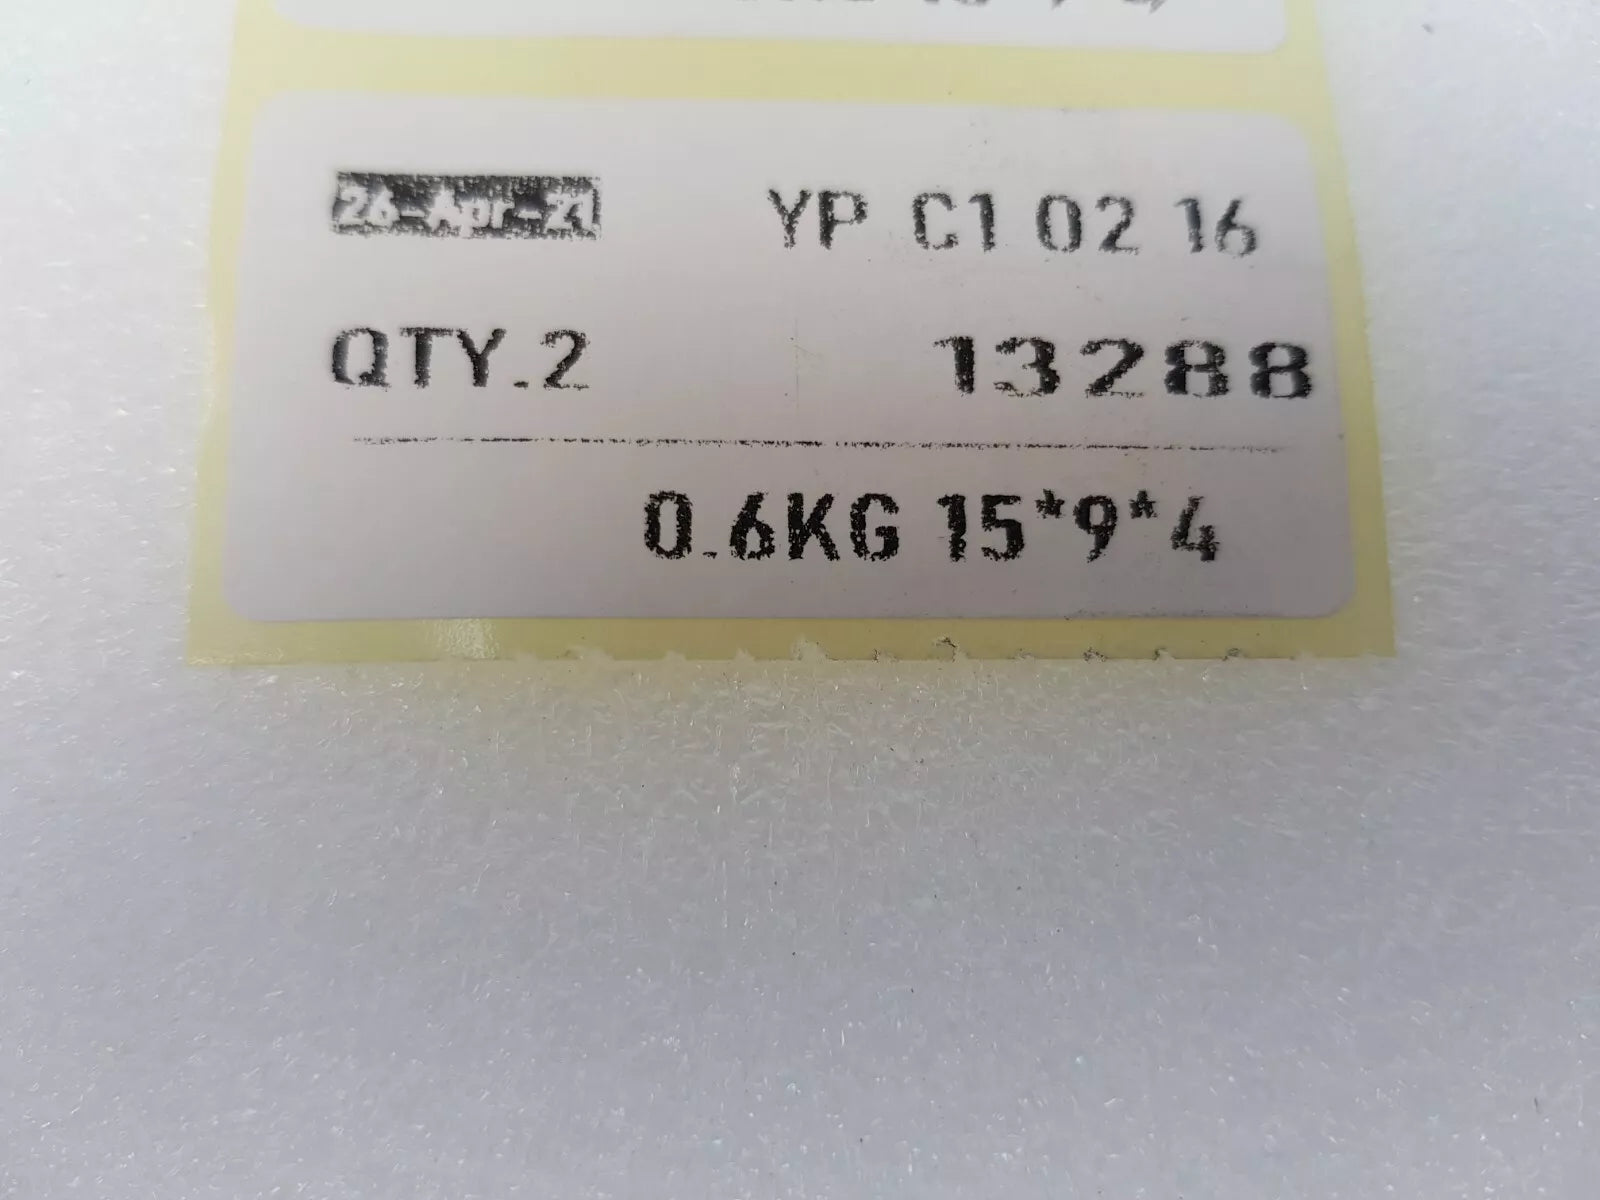 26-Apr-21 YP C1 02 16
QTY.2 13288
0.6KG 15*9*4